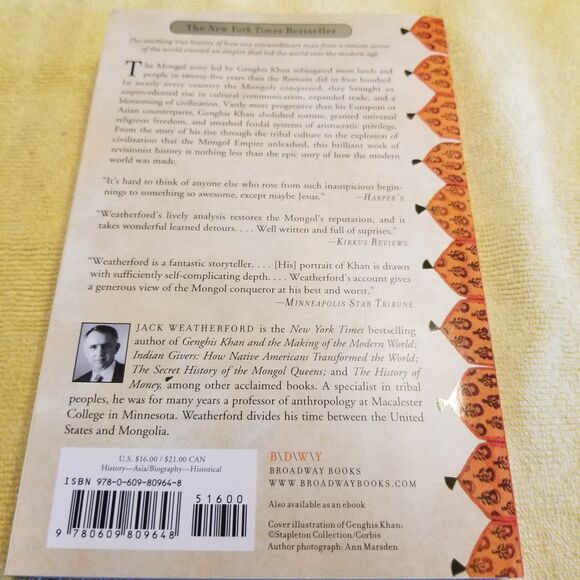 The New York Times Bestseller
The startling true history of how one extraordinary man from a remote corner
of the world created an empire that led the world into the modern age
The Mongol army led by Genghis Khan subjugated more lands and
people in twenty-five years than the Romans did in four hundred.
In nearly every country the Mongols conquered, they brought an
unprecedented rise in cultural communication, expanded trade, and a
blossoming of civilization. Vastly more progressive than his European or
Asian counterparts, Genghis Khan abolished torture, granted universal
religious freedom, and smashed feudal systems of aristocratic privilege.
From the story of his rise through the tribal culture to the explosion of
civilization that the Mongol Empire unleashed, this brilliant work of
revisionist history is nothing less than the epic story of how the modern
world was made.
“It’s hard to think of anyone else who rose from such inauspicious begin-
nings to something so awesome, except maybe Jesus.” —Harper’s
“Weatherford’s lively analysis restores the Mongol’s reputation, and it
takes wonderful learned detours. . . . Well written and full of suprises.”
—Kirkus Reviews
“Weatherford is a fantastic storyteller. . . . [His] portrait of Khan is drawn
with sufficiently self-complicating depth. . . . Weatherford’s account gives
a generous view of the Mongol conqueror at his best and worst.”
—Minneapolis Star Tribune
JACK WEATHERFORD is the New York Times bestselling
author of Genghis Khan and the Making of the Modern World;
Indian Givers: How Native Americans Transformed the World;
The Secret History of the Mongol Queens; and The History of
Money, among other acclaimed books. A specialist in tribal
peoples, he was for many years a professor of anthropology at Macalester
College in Minnesota. Weatherford divides his time between the United
States and Mongolia.
U.S. $16.00 / $21.00 CAN
History—Asia/Biography—Historical
ISBN 978-0-609-80964-8
51600
9 780609 809648
B\D\W\Y
BROADWAY BOOKS
WWW.BROADWAYBOOKS.COM
Also available as an ebook
Cover illustration of Genghis Khan:
©Stapleton Collection/Corbis
Author photograph: Ann Marsden